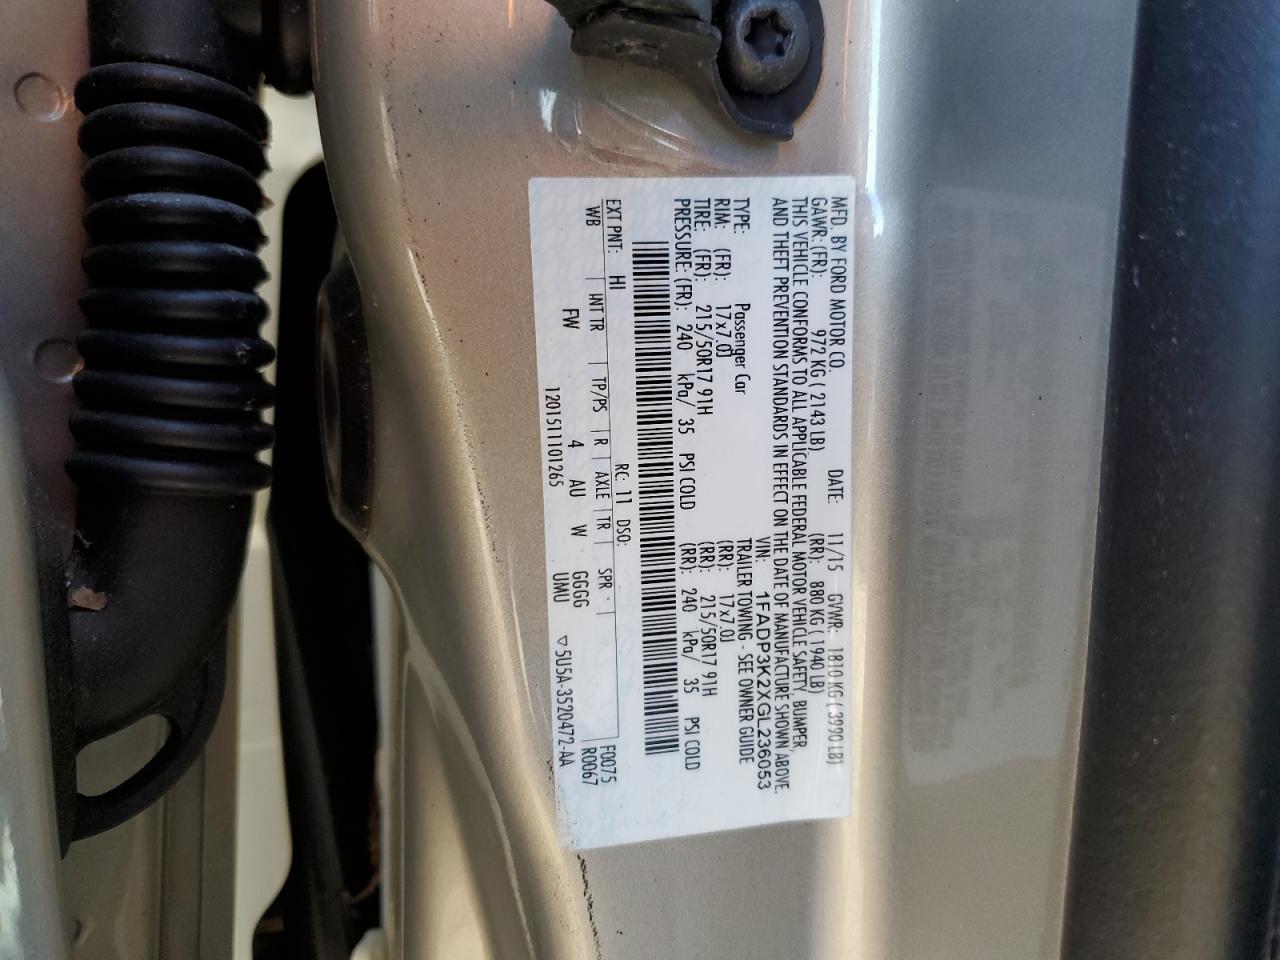 MFD. BY FORD MOTOR CO. DATE: 11/15 GVWR: 1810 KG ( 3990 LB)
GAWR: (FR): 972 KG ( 2143 LB) (RR): 880 KG ( 1940 LB)
THIS VEHICLE CONFORMS TO ALL APPLICABLE FEDERAL MOTOR VEHICLE SAFETY, BUMPER,
AND THEFT PREVENTION STANDARDS IN EFFECT ON THE DATE OF MANUFACTURE SHOWN ABOVE.
VIN: 1FADP3K2XGL236053
TYPE: Passenger Car TRAILER TOWING - SEE OWNER GUIDE
RIM: (FR): 17x7.0J (RR): 17x7.0J
TIRE: (FR): 215/50R17 91H (RR): 215/50R17 91H
PRESSURE: (FR): 240 kPa/ 35 PSI COLD (RR): 240 kPa/ 35 PSI COLD
EXT PNT: HI RC: 11 DSO: F0075
WB | INT TR | TP/PS | R | AXLE | TR | SPR R0067
FW 4 AU W GGGG
1201511101265 UMU ▽5U5A-3520472-AA